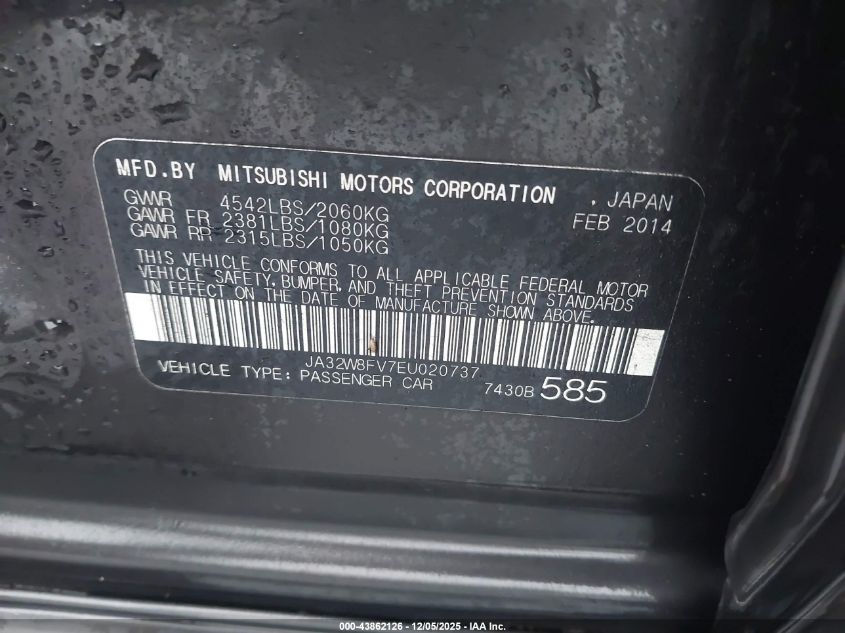 MFD.BY MITSUBISHI MOTORS CORPORATION , JAPAN
GVWR 4542LBS/2060KG FEB 2014
GAWR FR 2381LBS/1080KG
GAWR RR 2315LBS/1050KG
THIS VEHICLE CONFORMS TO ALL APPLICABLE FEDERAL MOTOR
VEHICLE SAFETY, BUMPER, AND THEFT PREVENTION STANDARDS
IN EFFECT ON THE DATE OF MANUFACTURE SHOWN ABOVE.
JA32W8FV7EU020737
VEHICLE TYPE: PASSENGER CAR 7430B 585
000-43862126 - 12/05/2025 - IAA Inc.